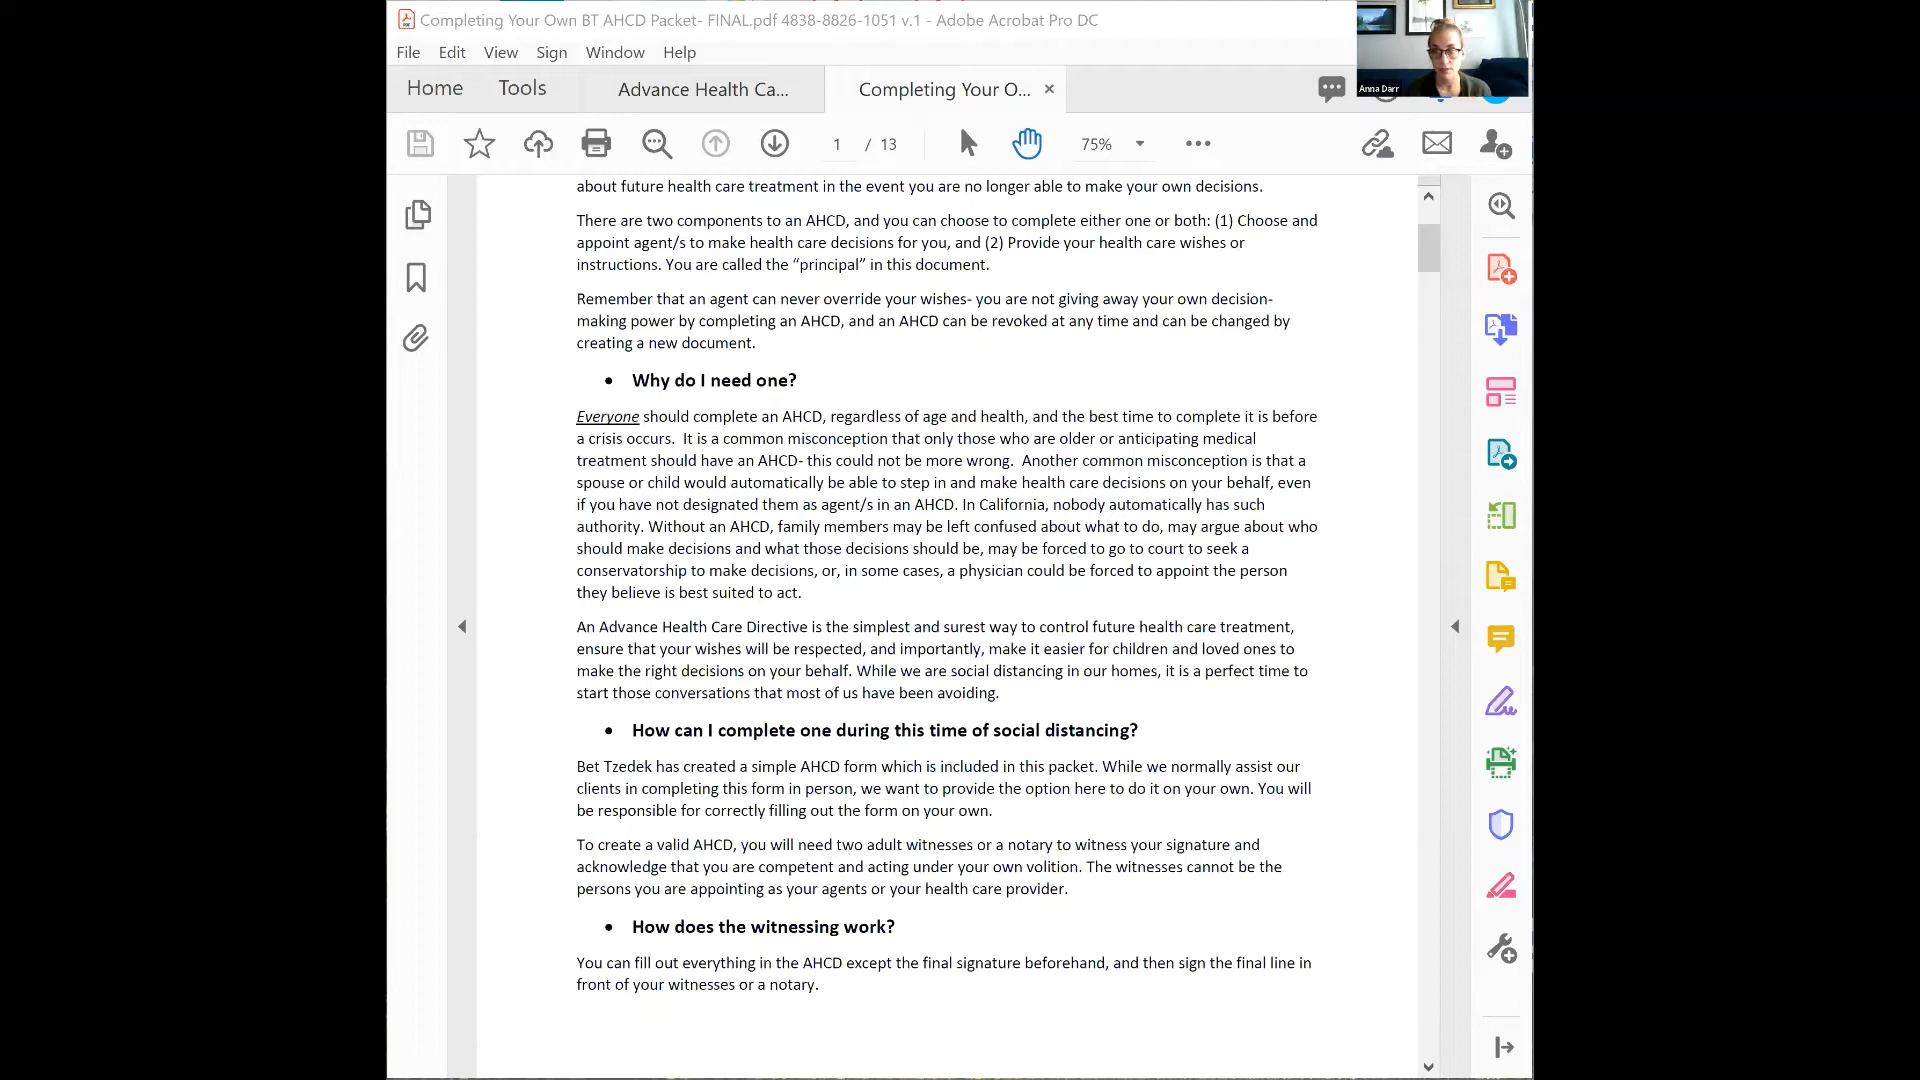 Completing Your Own BT AHCD Packet- FINAL.pdf 4838-8826-1051 v.1 - Adobe Acrobat Pro DC
File Edit View Sign Window Help
Home Tools Advance Health Ca... Completing Your O... ×
Anna Darr
1 / 13 75%
about future health care treatment in the event you are no longer able to make your own decisions.
There are two components to an AHCD, and you can choose to complete either one or both: (1) Choose and
appoint agent/s to make health care decisions for you, and (2) Provide your health care wishes or
instructions. You are called the “principal” in this document.
Remember that an agent can never override your wishes- you are not giving away your own decision-
making power by completing an AHCD, and an AHCD can be revoked at any time and can be changed by
creating a new document.
• Why do I need one?
Everyone should complete an AHCD, regardless of age and health, and the best time to complete it is before
a crisis occurs.  It is a common misconception that only those who are older or anticipating medical
treatment should have an AHCD- this could not be more wrong.  Another common misconception is that a
spouse or child would automatically be able to step in and make health care decisions on your behalf, even
if you have not designated them as agent/s in an AHCD. In California, nobody automatically has such
authority. Without an AHCD, family members may be left confused about what to do, may argue about who
should make decisions and what those decisions should be, may be forced to go to court to seek a
conservatorship to make decisions, or, in some cases, a physician could be forced to appoint the person
they believe is best suited to act.
An Advance Health Care Directive is the simplest and surest way to control future health care treatment,
ensure that your wishes will be respected, and importantly, make it easier for children and loved ones to
make the right decisions on your behalf. While we are social distancing in our homes, it is a perfect time to
start those conversations that most of us have been avoiding.
• How can I complete one during this time of social distancing?
Bet Tzedek has created a simple AHCD form which is included in this packet. While we normally assist our
clients in completing this form in person, we want to provide the option here to do it on your own. You will
be responsible for correctly filling out the form on your own.
To create a valid AHCD, you will need two adult witnesses or a notary to witness your signature and
acknowledge that you are competent and acting under your own volition. The witnesses cannot be the
persons you are appointing as your agents or your health care provider.
• How does the witnessing work?
You can fill out everything in the AHCD except the final signature beforehand, and then sign the final line in
front of your witnesses or a notary.